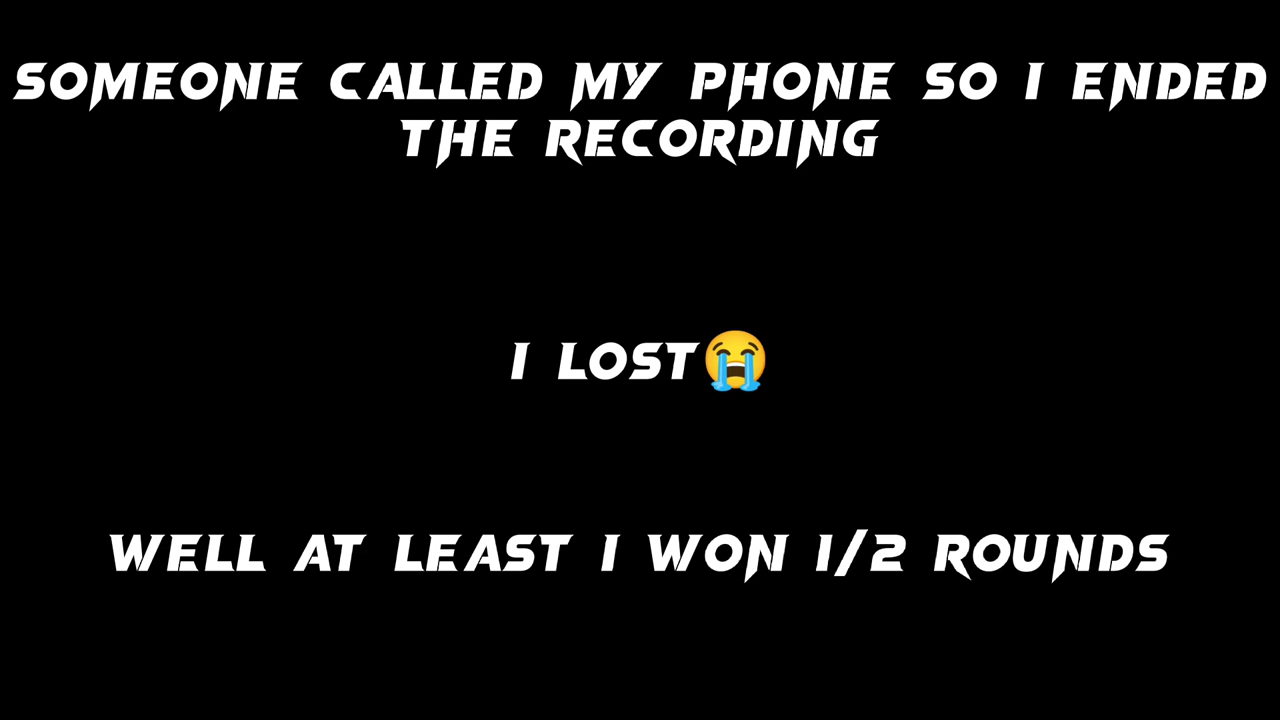 SOMEONE CALLED MY PHONE SO I ENDED
THE RECORDING
I LOST😭
WELL AT LEAST I WON 1/2 ROUNDS